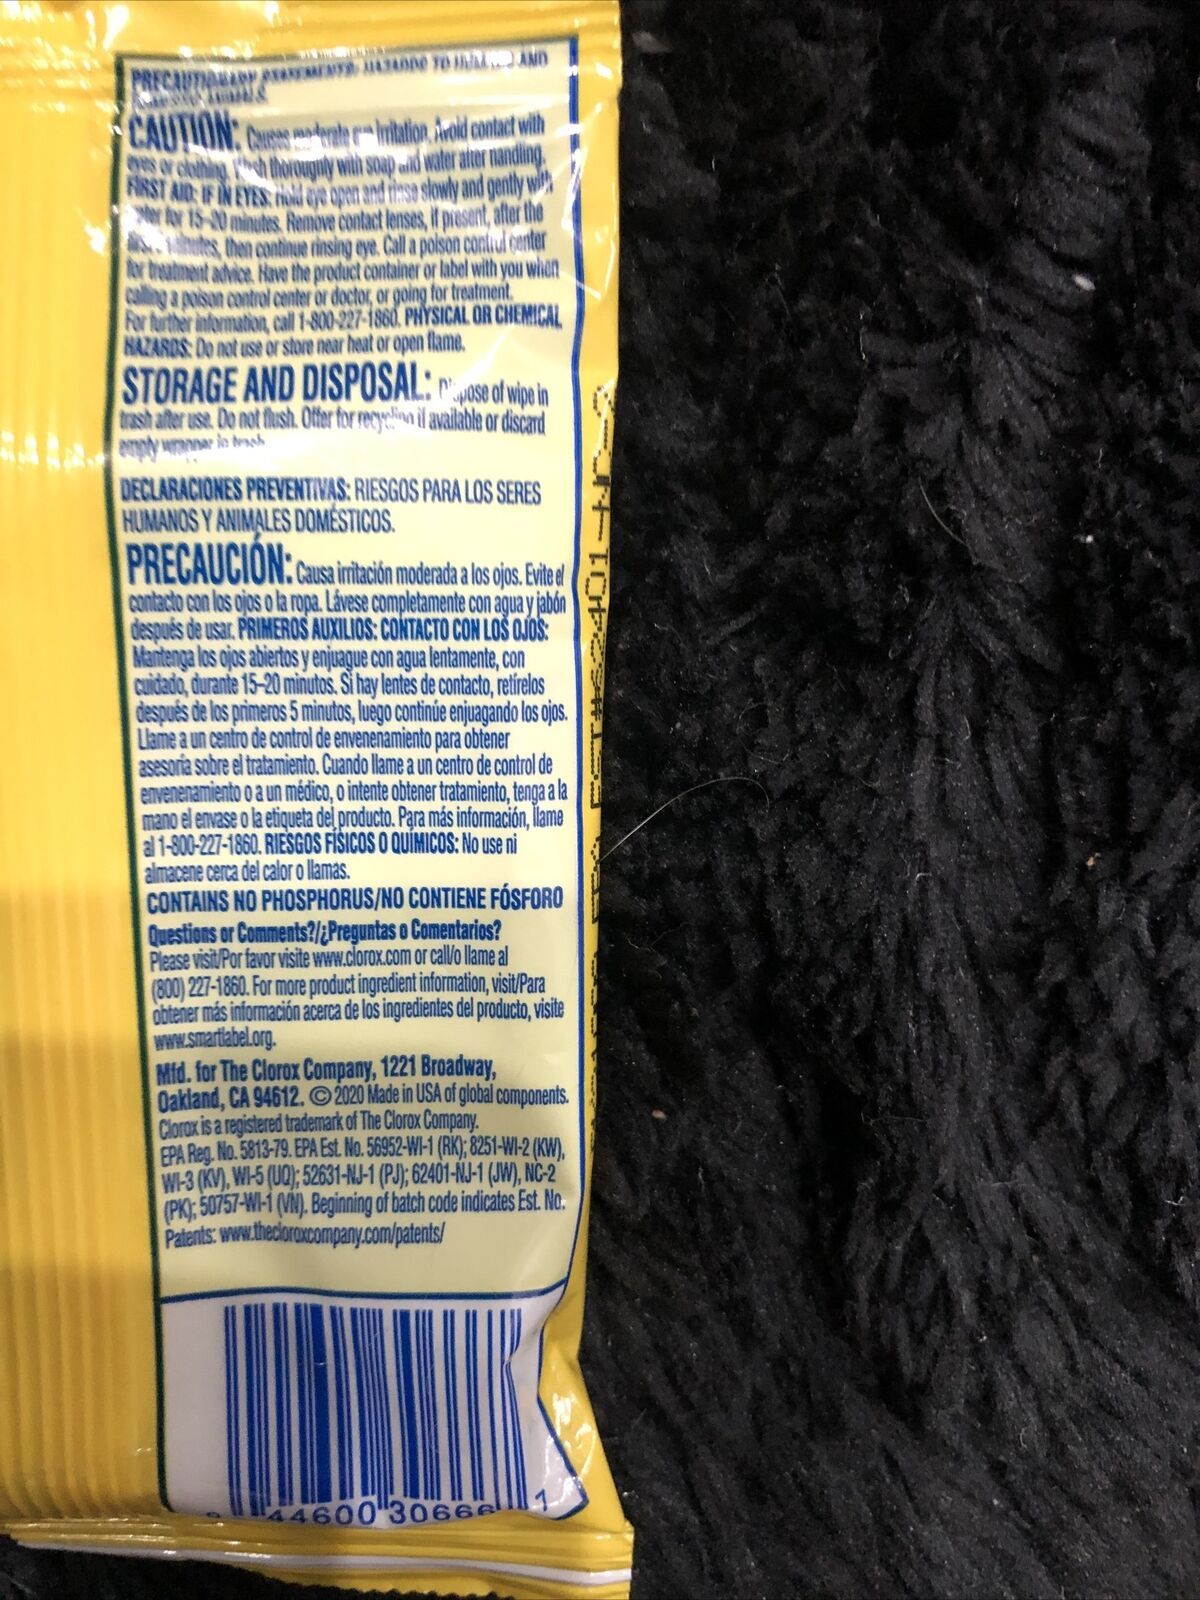 PRECAUTIONARY STATEMENTS: HAZARDS TO HUMANS AND
CAUTION: Causes moderate eye irritation. Avoid contact with
eyes or clothing. Wash thoroughly with soap and water after handling.
FIRST AID: IF IN EYES: Hold eye open and rinse slowly and gently with
water for 15-20 minutes. Remove contact lenses, if present, after the
minutes, then continue rinsing eye. Call a poison control center
for treatment advice. Have the product container or label with you when
calling a poison control center or doctor, or going for treatment.
For further information, call 1-800-227-1860. PHYSICAL OR CHEMICAL
HAZARDS: Do not use or store near heat or open flame.
STORAGE AND DISPOSAL: Dispose of wipe in
trash after use. Do not flush. Offer for recycling if available or discard
empty wrapper in trash
DECLARACIONES PREVENTIVAS: RIESGOS PARA LOS SERES
HUMANOS Y ANIMALES DOMÉSTICOS.
PRECAUCIÓN: Causa irritación moderada a los ojos. Evite el
contacto con los ojos o la ropa. Lávese completamente con agua y jabón
después de usar. PRIMEROS AUXILIOS: CONTACTO CON LOS OJOS:
Mantenga los ojos abiertos y enjuague con agua lentamente, con
cuidado, durante 15-20 minutos. Si hay lentes de contacto, retírelos
después de los primeros 5 minutos, luego continúe enjuagando los ojos.
Llame a un centro de control de envenenamiento para obtener
asesoría sobre el tratamiento. Cuando llame a un centro de control de
envenenamiento o a un médico, o intente obtener tratamiento, tenga a la
mano el envase o la etiqueta del producto. Para más información, llame
al 1-800-227-1860. RIESGOS FÍSICOS O QUÍMICOS: No use ni
almacene cerca del calor o llamas.
CONTAINS NO PHOSPHORUS/NO CONTIENE FÓSFORO
Questions or Comments?/¿Preguntas o Comentarios?
Please visit/Por favor visite www.clorox.com or call/o llame al
(800) 227-1860. For more product ingredient information, visit/Para
obtener más información acerca de los ingredientes del producto, visite
www.smartlabel.org.
Mfd. for The Clorox Company, 1221 Broadway,
Oakland, CA 94612. © 2020 Made in USA of global components.
Clorox is a registered trademark of The Clorox Company.
EPA Reg. No. 5813-79. EPA Est. No. 56952-WI-1 (RK); 8251-WI-2 (KW),
WI-3 (KV), WI-5 (UQ); 52631-NJ-1 (PJ); 62401-NJ-1 (JW), NC-2
(PK); 50757-WI-1 (VN). Beginning of batch code indicates Est. No.
Patents: www.thecloroxcompany.com/patents/
44600 30666 1